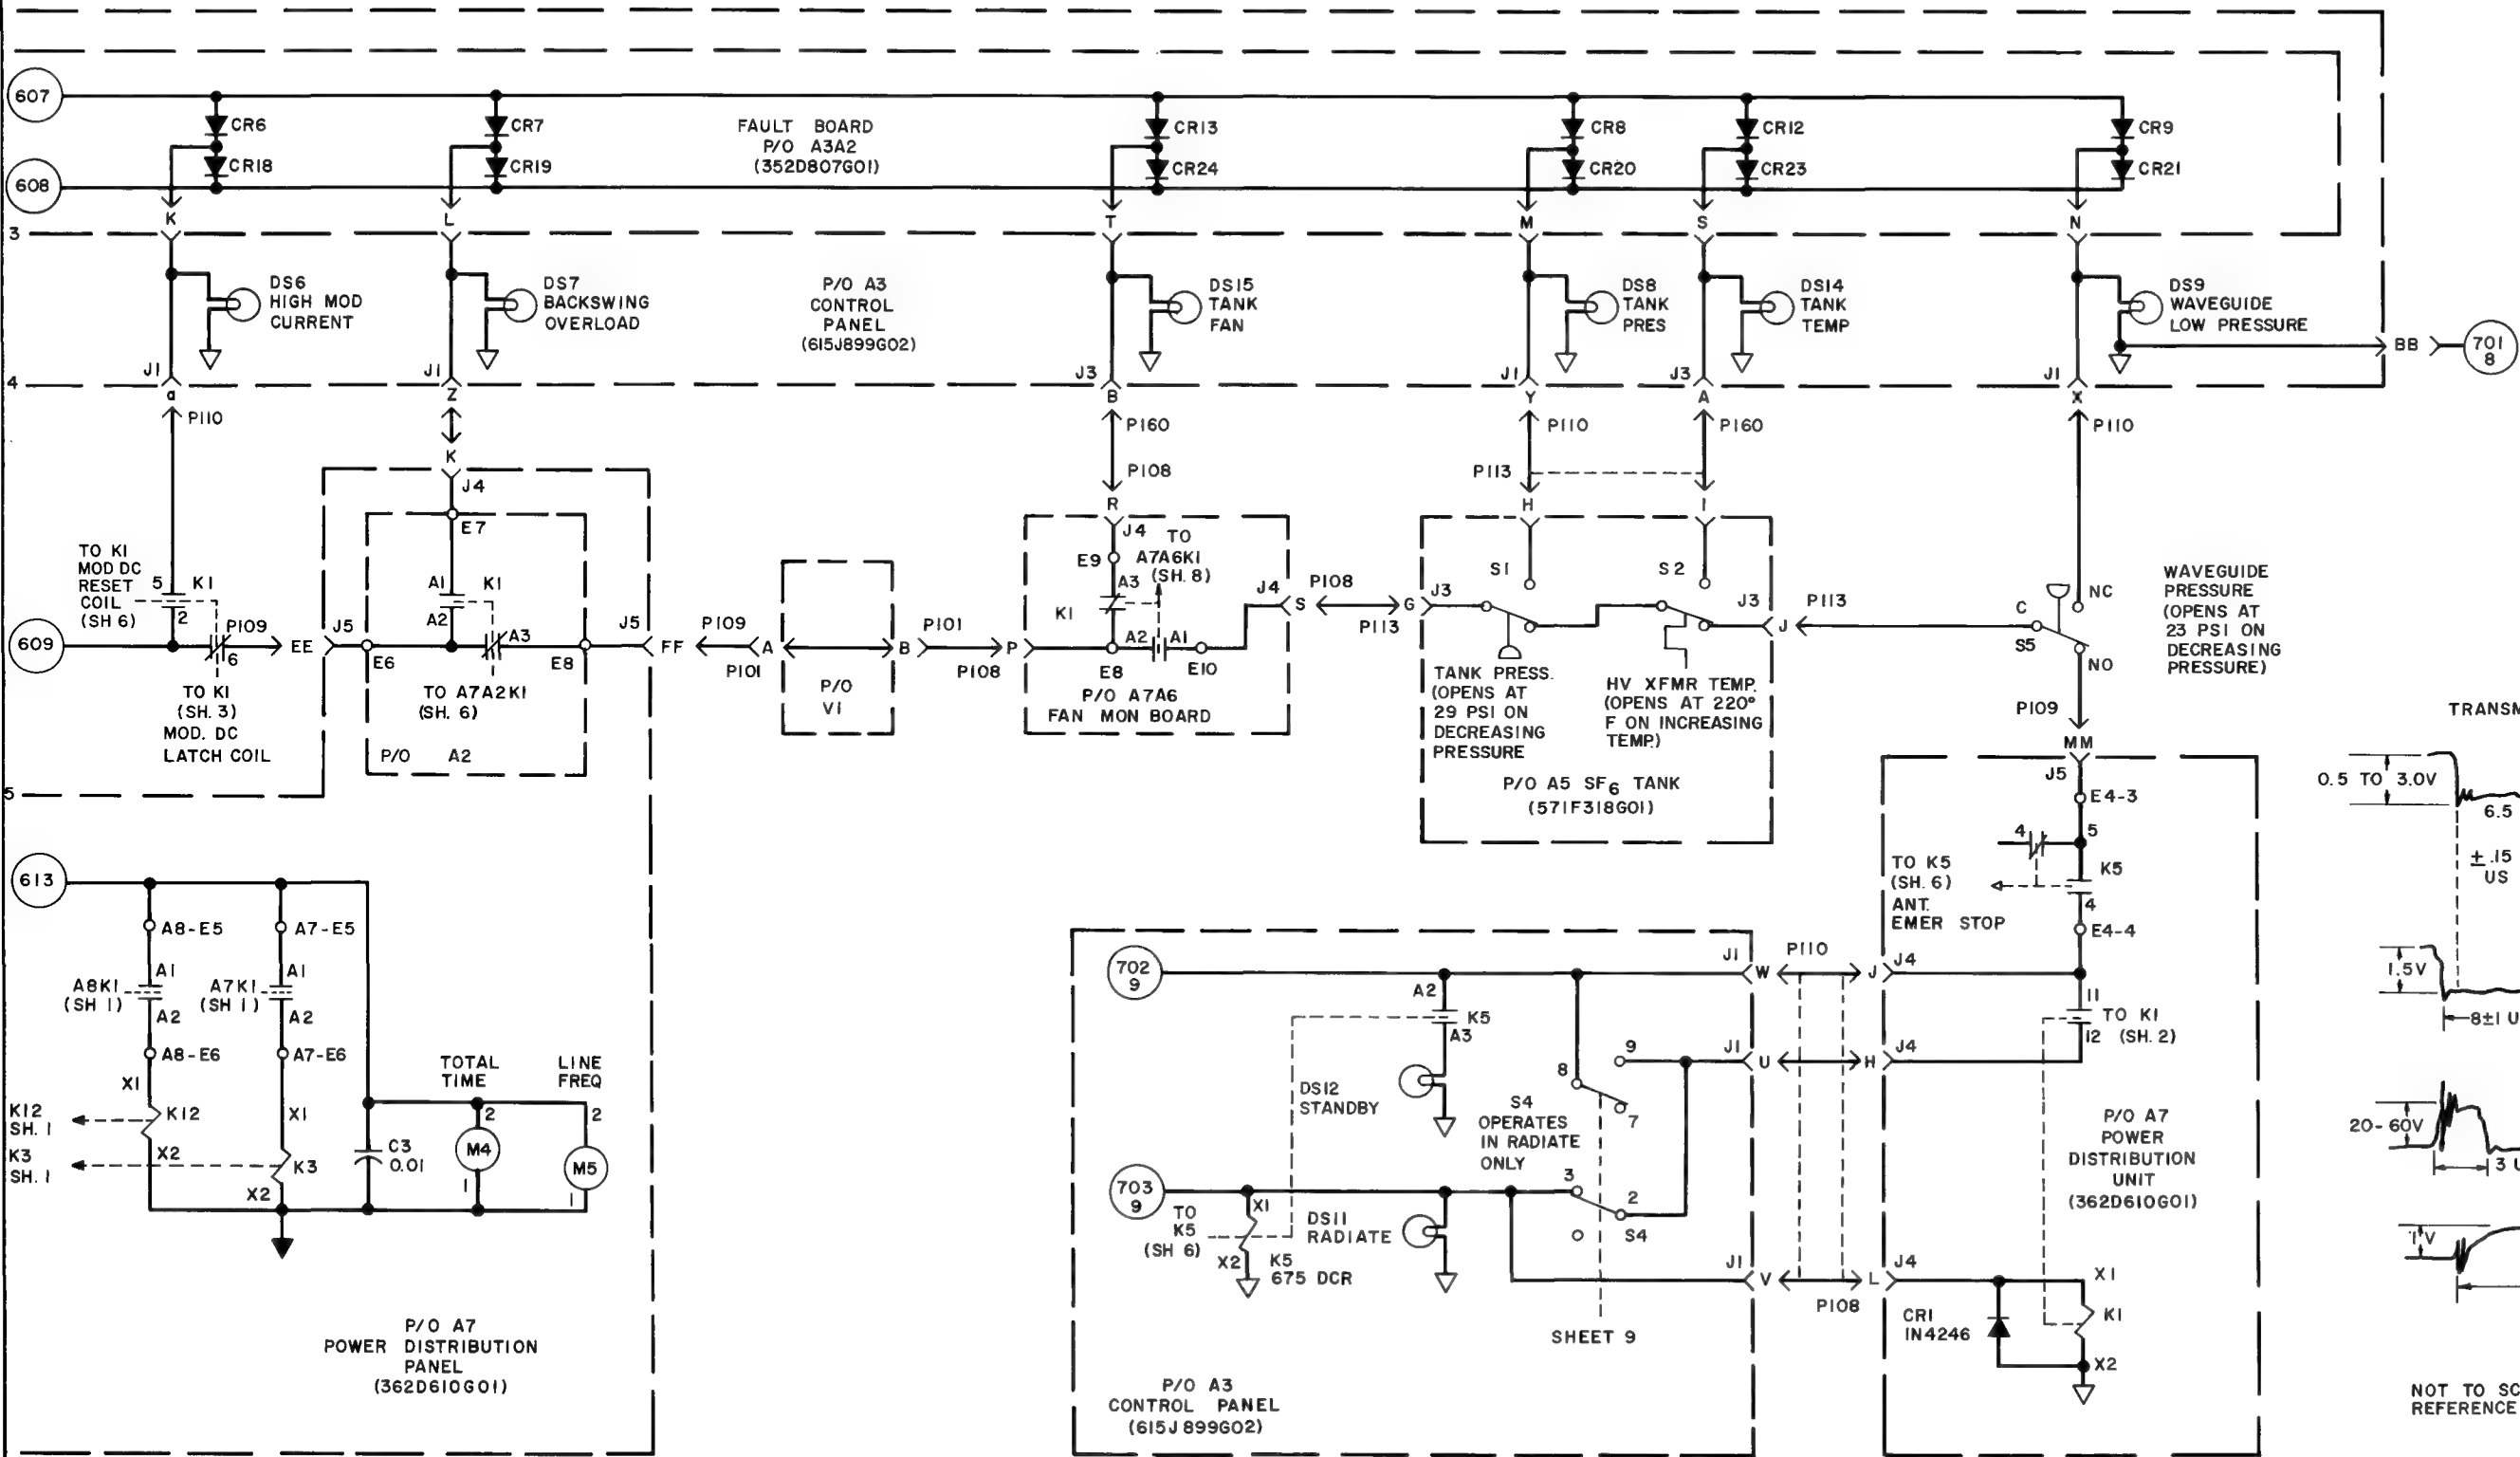 607
CR6
CR18
CR7
CR19
FAULT BOARD
P/O A3A2
(352D807G01)
CR13
CR24
CR8
CR20
CR12
CR23
CR9
CR21
608
K
L
T
M
S
N
3
DS6
HIGH MOD
CURRENT
DS7
BACKSWING
OVERLOAD
P/O A3
CONTROL
PANEL
(615J899G02)
DS15
TANK
FAN
DS8
TANK
PRES
DS14
TANK
TEMP
DS9
WAVEGUIDE
LOW PRESSURE
BB
701
8
4
J1
J1
J3
J1
J3
J1
a
Z
B
Y
A
X
P110
P160
P110
P160
P110
K
J4
P108
P113
R
H
I
E7
J4
TO
A7A6K1
(SH. 8)
E9
A3
K1
TO K1
MOD DC
RESET
COIL
(SH 6)
5
K1
2
A1
K1
A2
A3
J4
P108
J3
S1
S2
J3
P113
609
P109
6
EE
J5
E6
E8
J5
FF
P109
A
P101
B
P101
P
P108
E8
A2
A1
E10
S
G
P113
J
C
S5
NC
NO
WAVEGUIDE
PRESSURE
(OPENS AT
23 PSI ON
DECREASING
PRESSURE)
TO K1
(SH. 3)
MOD. DC
LATCH COIL
TO A7A2K1
(SH. 6)
P/O A2
P/O
V1
P/O A7A6
FAN MON BOARD
TANK PRESS.
(OPENS AT
29 PSI ON
DECREASING
PRESSURE
HV XFMR TEMP.
(OPENS AT 220°
F ON INCREASING
TEMP.)
P/O A5 SF6 TANK
(571F318G01)
P109
MM
J5
E4-3
4
5
K5
4
E4-4
TO K5
(SH. 6)
ANT.
EMER STOP
TRANSM
0.5 TO 3.0V
6.5
± .15
US
1.5V
8±1 U
20-60V
3 U
1V
NOT TO SC
REFERENCE
5
613
A8-E5
A7-E5
A1
A1
A8K1
(SH 1)
A7K1
(SH 1)
A2
A2
A8-E6
A7-E6
X1
X1
K12
SH. 1
K12
X2
K3
SH. 1
K3
X2
C3
0.01
TOTAL
TIME
2
M4
1
LINE
FREQ
2
M5
1
P/O A7
POWER DISTRIBUTION
PANEL
(362D610G01)
702
9
A2
K5
A3
DS12
STANDBY
8
9
7
S4
OPERATES
IN RADIATE
ONLY
J1
W
P110
J
J4
J1
U
H
J4
11
TO K1
12
(SH. 2)
P/O A7
POWER
DISTRIBUTION
UNIT
(362D610G01)
703
9
TO
K5
(SH 6)
X1
X2
K5
675 DCR
DS11
RADIATE
3
2
S4
J1
V
L
J4
P108
CR1
IN4246
X1
K1
X2
SHEET 9
P/O A3
CONTROL PANEL
(615J899G02)